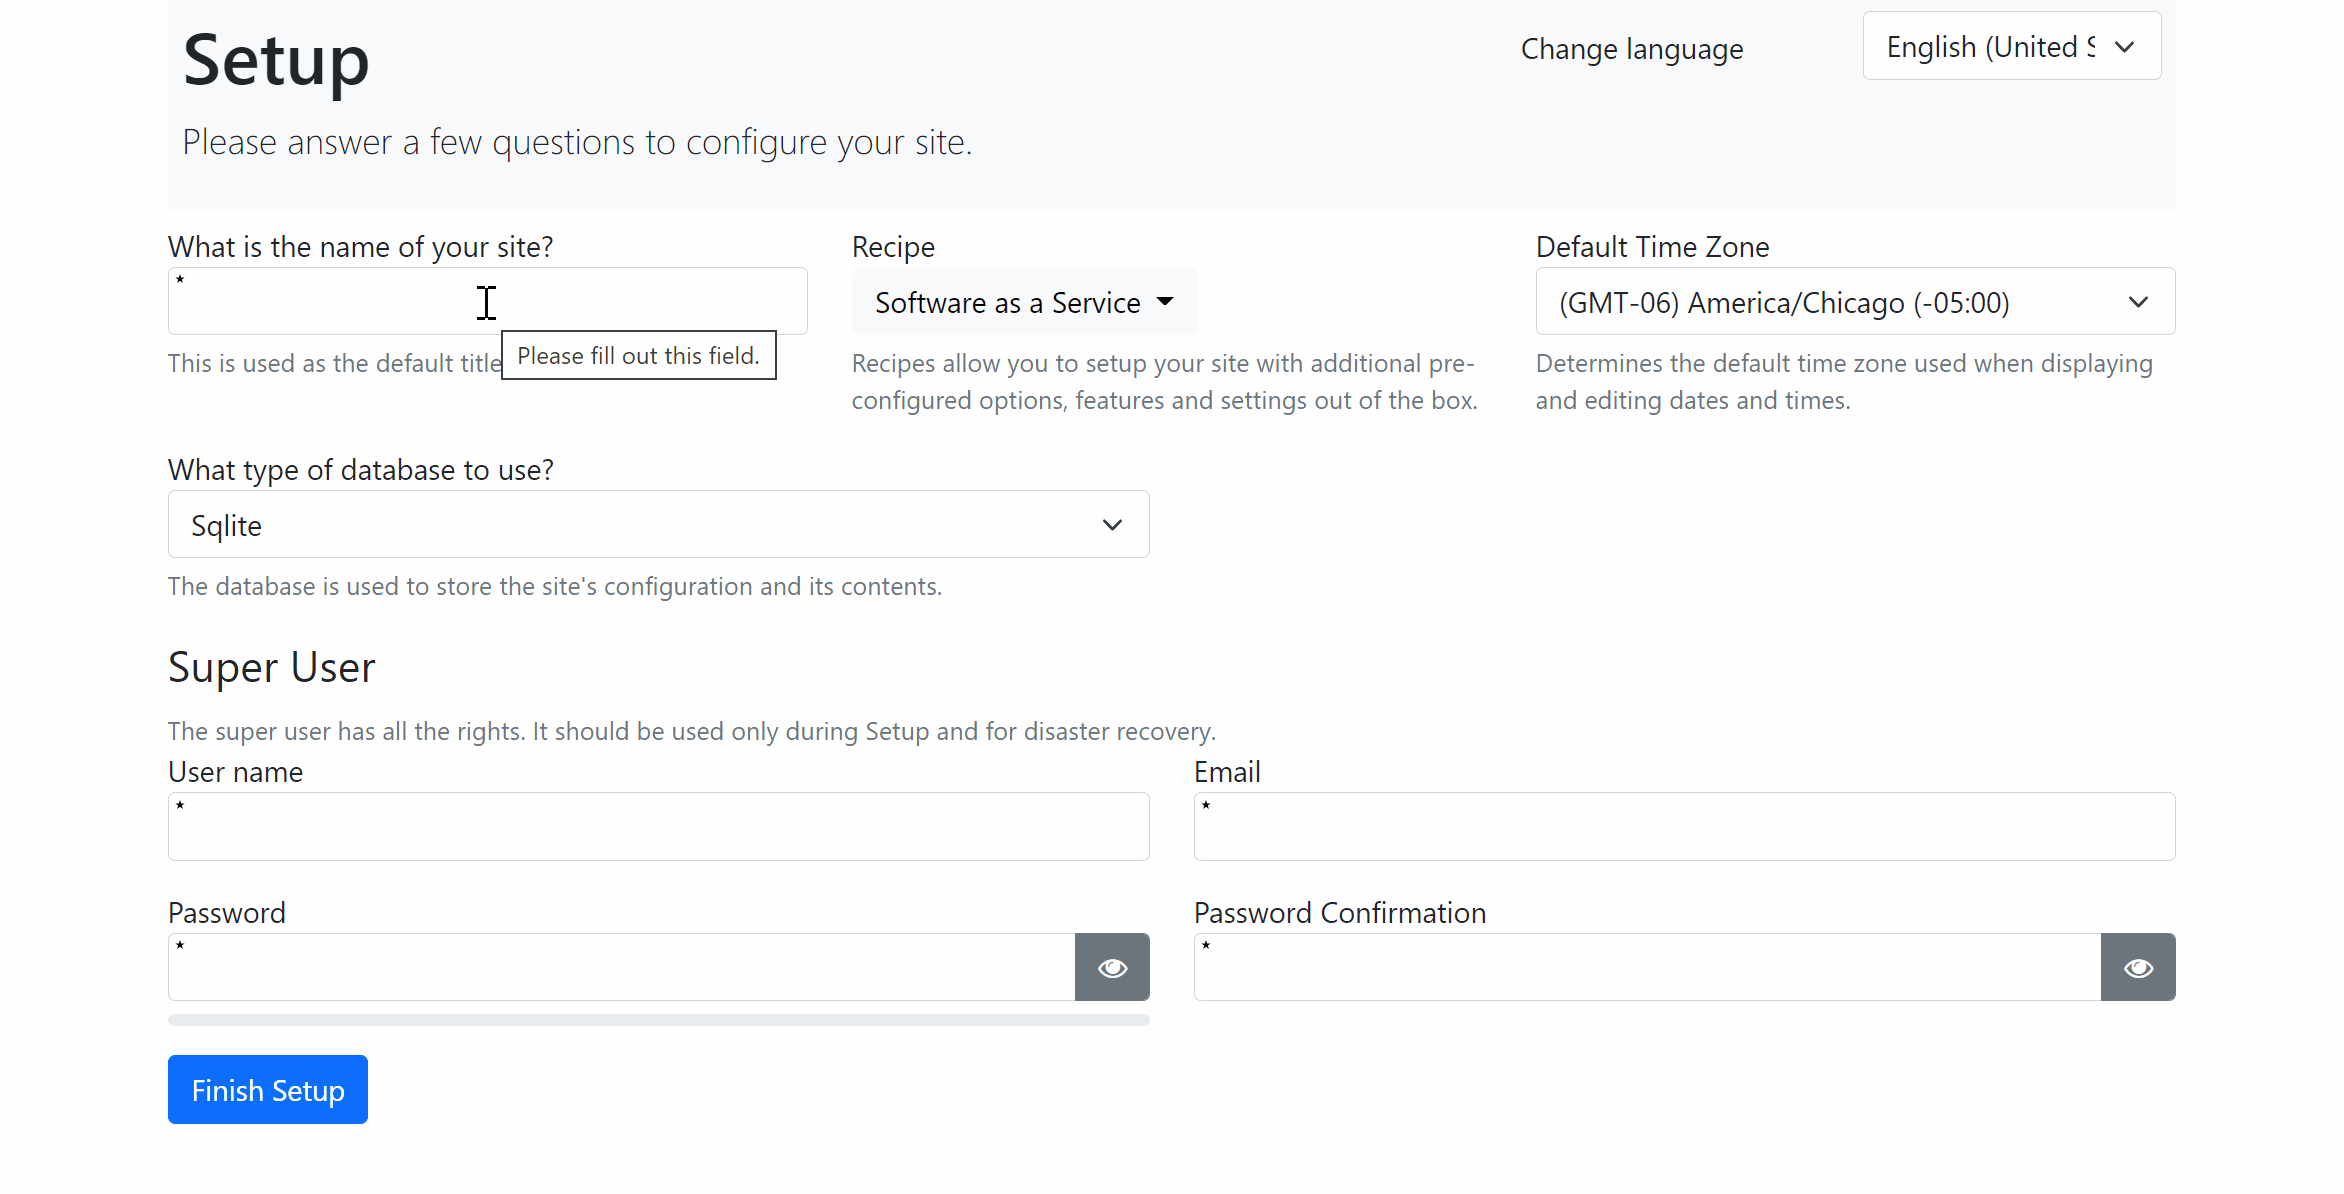 Setup
Change language
English (United S
Please answer a few questions to configure your site.
What is the name of your site?
*
Please fill out this field.
This is used as the default title
Recipe
Software as a Service
Recipes allow you to setup your site with additional pre-
configured options, features and settings out of the box.
Default Time Zone
(GMT-06) America/Chicago (-05:00)
Determines the default time zone used when displaying
and editing dates and times.
What type of database to use?
Sqlite
The database is used to store the site's configuration and its contents.
Super User
The super user has all the rights. It should be used only during Setup and for disaster recovery.
User name
*
Email
*
Password
*
Password Confirmation
*
Finish Setup